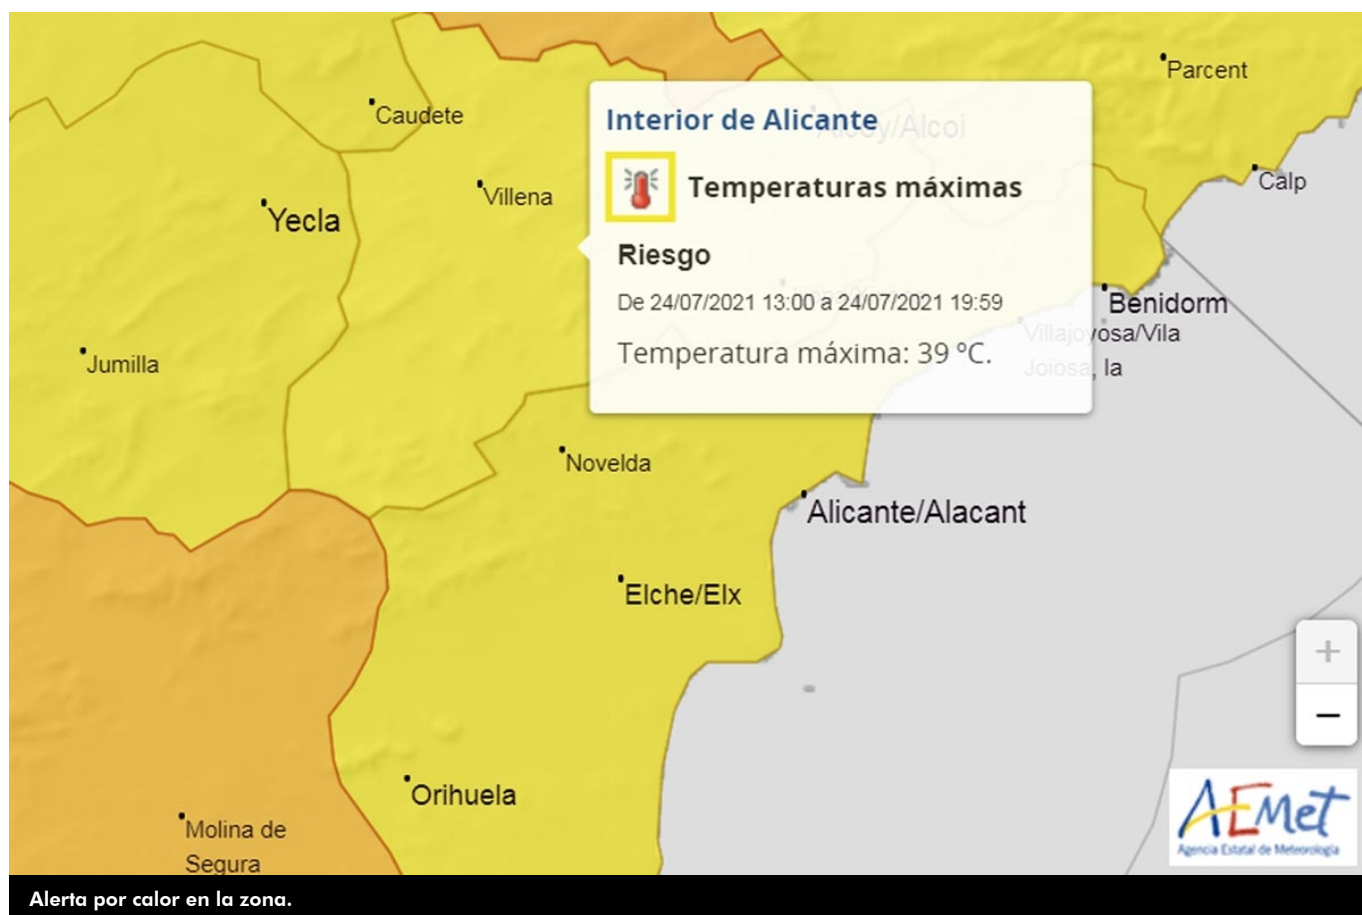 Parcent
Caudete
Interior de Alicante
Alcoy/Alcoi
Calp
Temperaturas máximas
Villena
Yecla
Riesgo
De 24/07/2021 13:00 a 24/07/2021 19:59
Benidorm
Villajoyosa/Vila
Joiosa, la
Temperatura máxima: 39 ºC.
Jumilla
Novelda
Alicante/Alacant
Elche/Elx
+
−
Orihuela
Molina de
Segura
AEMet
Agencia Estatal de Meteorología
Alerta por calor en la zona.